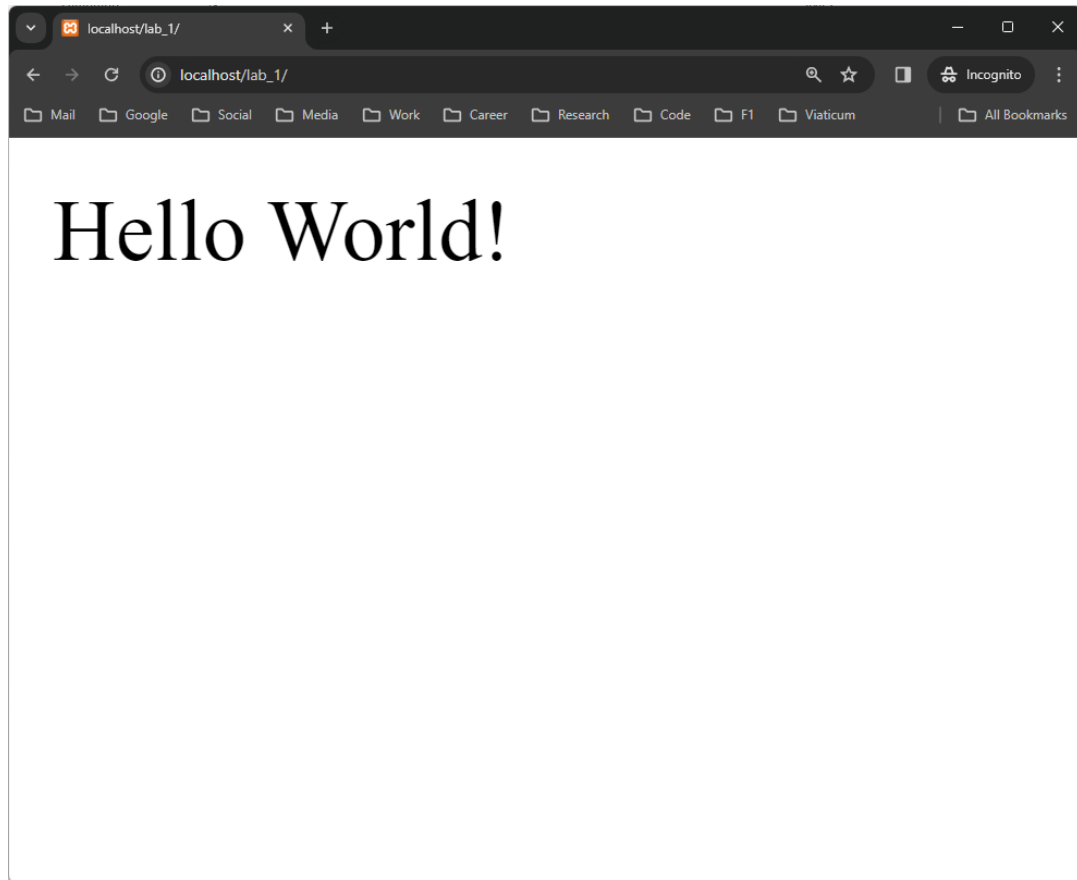 localhost/lab_1/
localhost/lab_1/
Incognito
Mail Google Social Media Work Career Research Code F1 Viaticum All Bookmarks
Hello World!